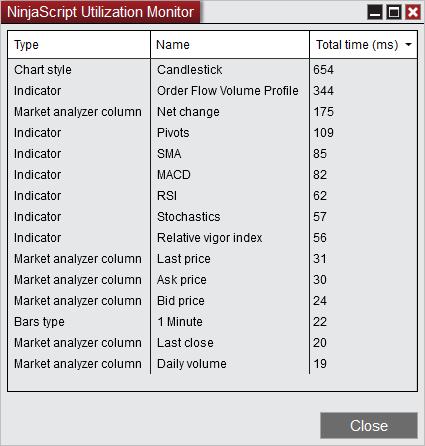 NinjaScript Utilization Monitor
Type Name Total time (ms)
Chart style Candlestick 654
Indicator Order Flow Volume Profile 344
Market analyzer column Net change 175
Indicator Pivots 109
Indicator SMA 85
Indicator MACD 82
Indicator RSI 62
Indicator Stochastics 57
Indicator Relative vigor index 56
Market analyzer column Last price 31
Market analyzer column Ask price 30
Market analyzer column Bid price 24
Bars type 1 Minute 22
Market analyzer column Last close 20
Market analyzer column Daily volume 19
Close